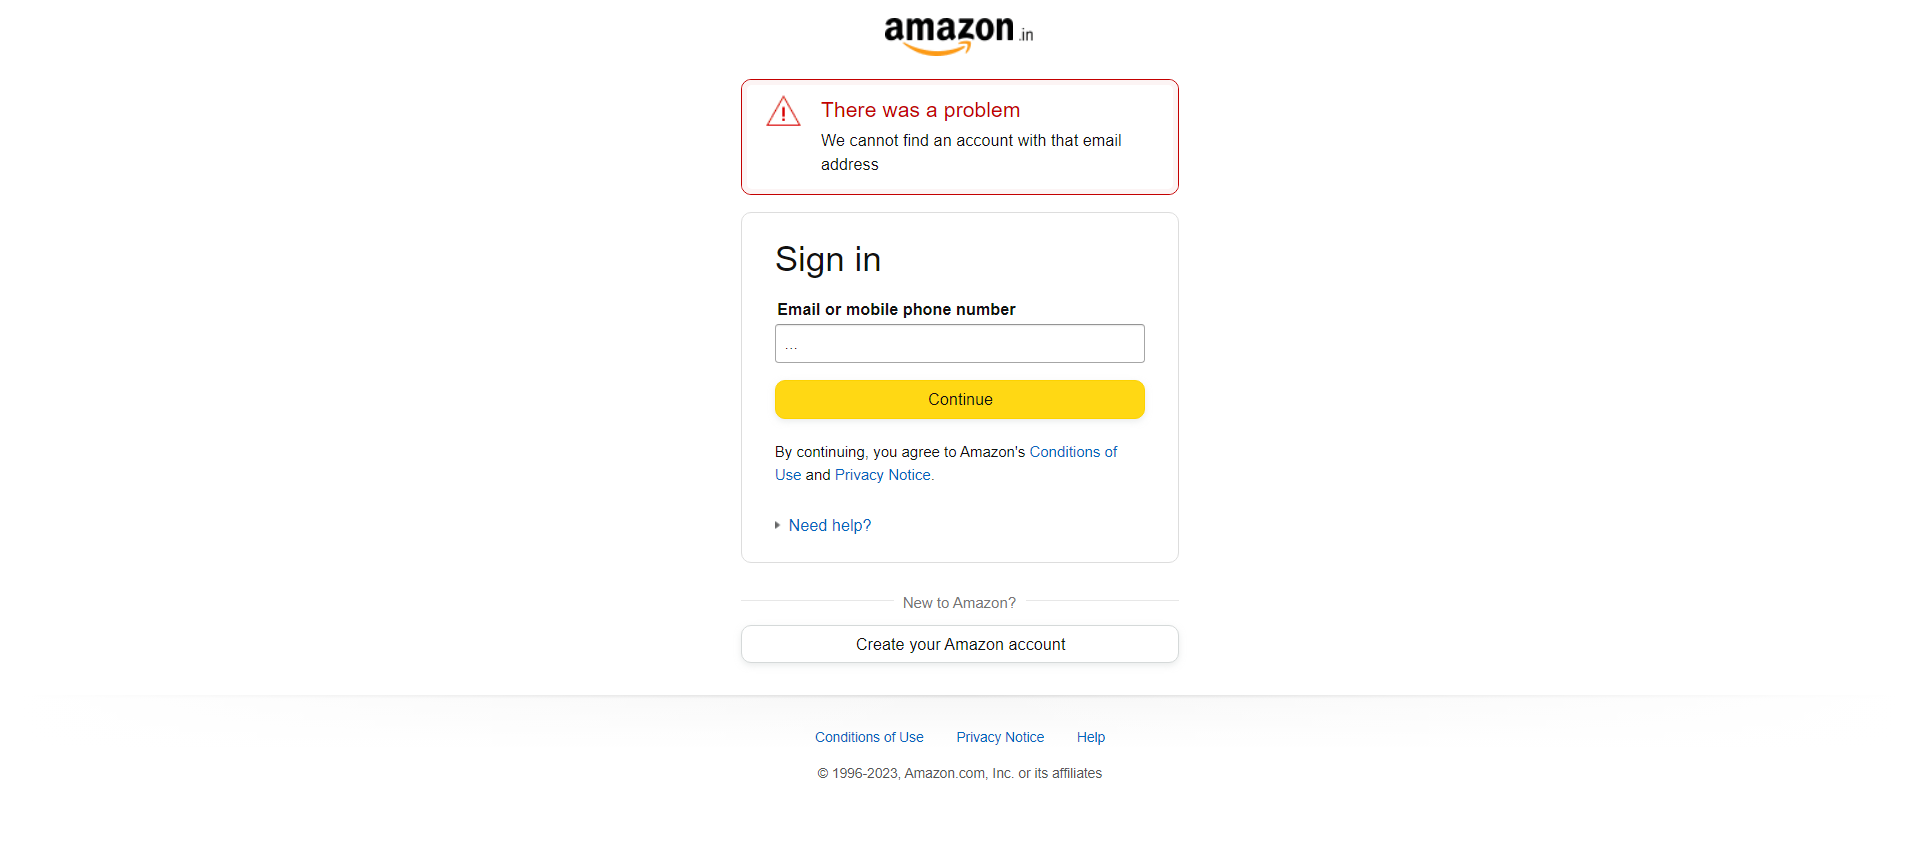 amazon.in
There was a problem
We cannot find an account with that email
address
Sign in
Email or mobile phone number
...
Continue
By continuing, you agree to Amazon's Conditions of
Use and Privacy Notice.
Need help?
New to Amazon?
Create your Amazon account
Conditions of Use Privacy Notice Help
© 1996-2023, Amazon.com, Inc. or its affiliates